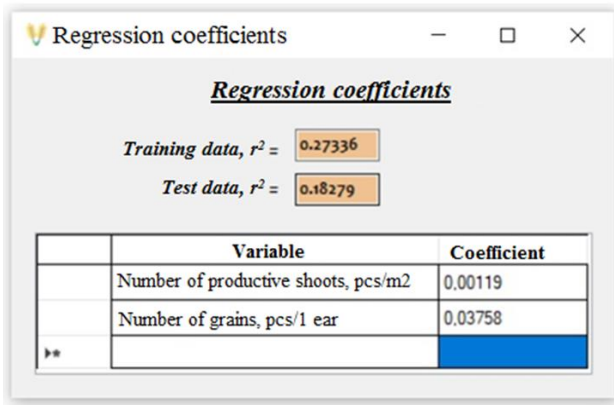 Regression coefficients
Regression coefficients
Training data, r² = 0.27336
Test data, r² = 0.18279
Variable Coefficient
Number of productive shoots, pcs/m2 0,00119
Number of grains, pcs/1 ear 0,03758